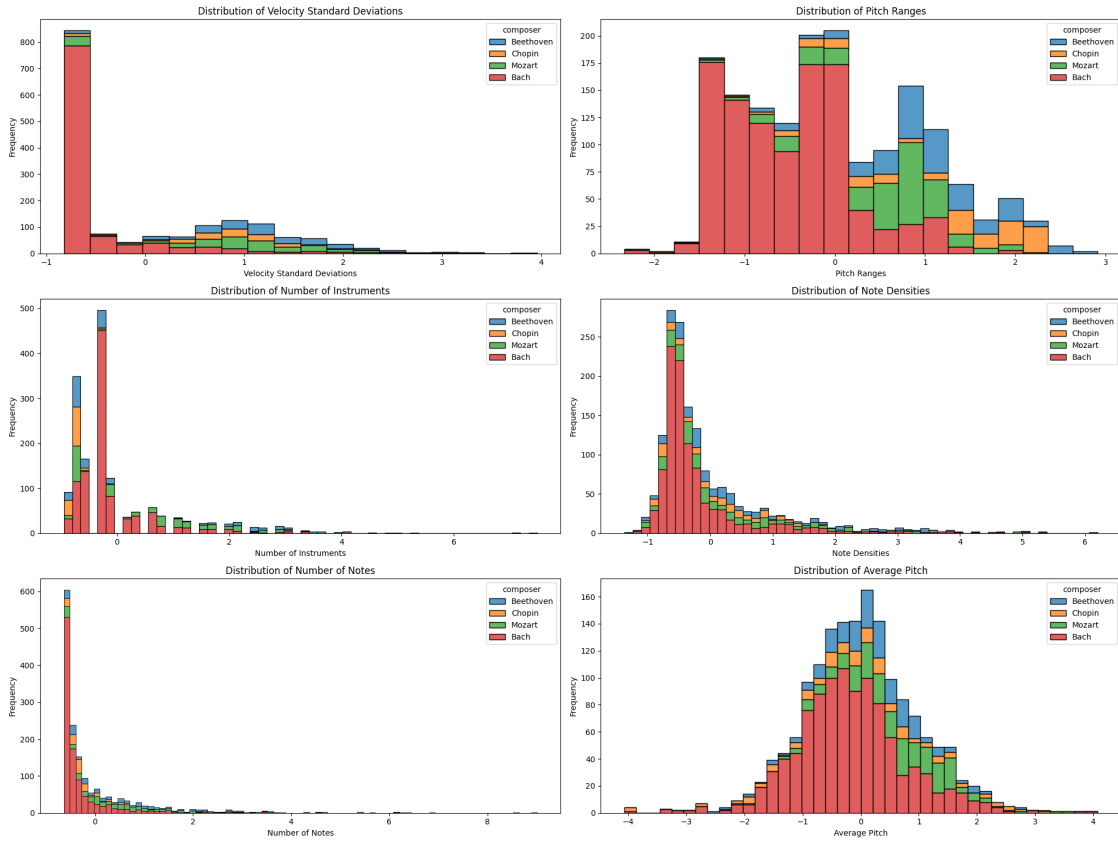 Distribution of Velocity Standard Deviations
composer
Beethoven
Chopin
Mozart
Bach
Frequency
800
700
600
500
400
300
200
100
0
−1 0 1 2 3 4
Velocity Standard Deviations
Distribution of Pitch Ranges
composer
Beethoven
Chopin
Mozart
Bach
Frequency
200
175
150
125
100
75
50
25
0
−2 −1 0 1 2 3
Pitch Ranges
Distribution of Number of Instruments
composer
Beethoven
Chopin
Mozart
Bach
Frequency
500
400
300
200
100
0
0 2 4 6
Number of Instruments
Distribution of Note Densities
composer
Beethoven
Chopin
Mozart
Bach
Frequency
250
200
150
100
50
0
−1 0 1 2 3 4 5 6
Note Densities
Distribution of Number of Notes
composer
Beethoven
Chopin
Mozart
Bach
Frequency
600
500
400
300
200
100
0
0 2 4 6 8
Number of Notes
Distribution of Average Pitch
composer
Beethoven
Chopin
Mozart
Bach
Frequency
160
140
120
100
80
60
40
20
0
−4 −3 −2 −1 0 1 2 3 4
Average Pitch